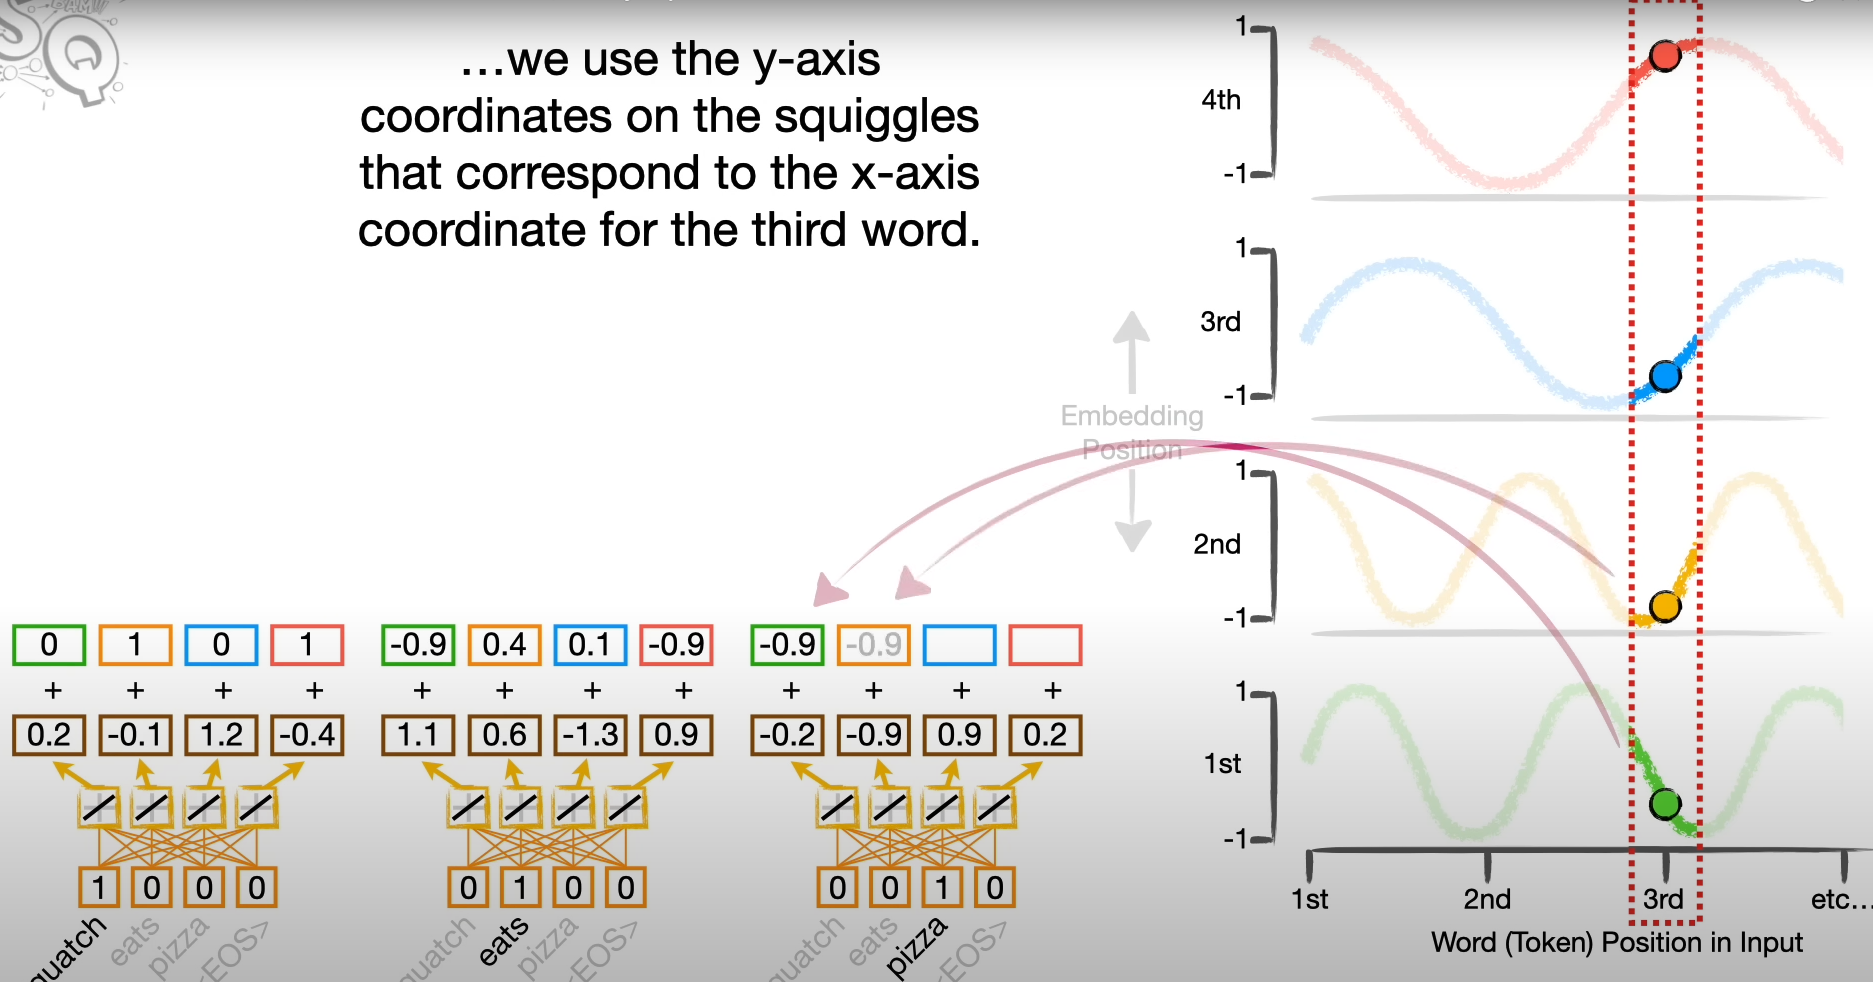 BAM!!
SQ
...we use the y-axis
coordinates on the squiggles
that correspond to the x-axis
coordinate for the third word.
1
4th
-1
1
3rd
-1
Embedding
Position
1
2nd
-1
1
1st
-1
1st 2nd 3rd etc...
Word (Token) Position in Input
0 1 0 1
+ + + +
0.2 -0.1 1.2 -0.4
1 0 0 0
quatch eats pizza <EOS>
-0.9 0.4 0.1 -0.9
+ + + +
1.1 0.6 -1.3 0.9
0 1 0 0
quatch eats pizza <EOS>
-0.9 -0.9
+ + + +
-0.2 -0.9 0.9 0.2
0 0 1 0
quatch eats pizza <EOS>